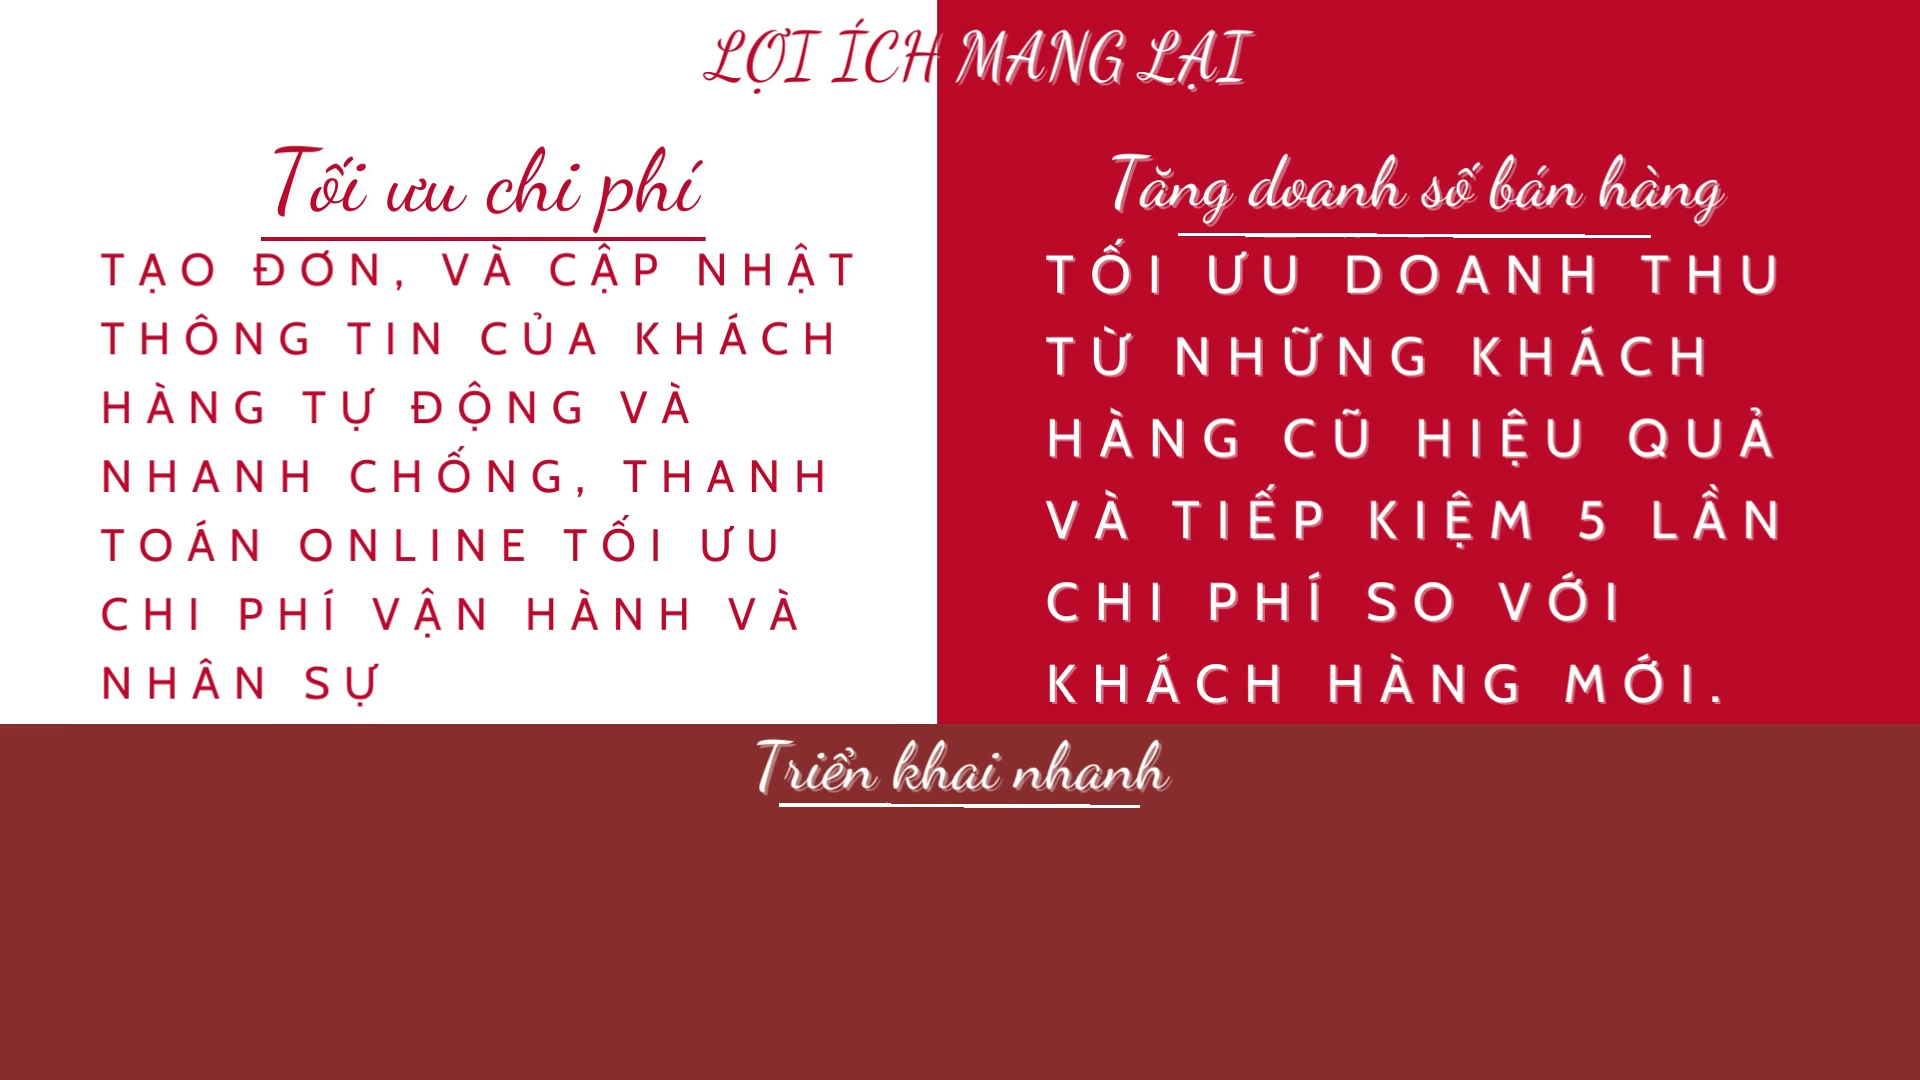 LỢI ÍCH MANG LẠI
Tối ưu chi phí
TẠO ĐƠN, VÀ CẬP NHẬT
THÔNG TIN CỦA KHÁCH
HÀNG TỰ ĐỘNG VÀ
NHANH CHỐNG, THANH
TOÁN ONLINE TỐI ƯU
CHI PHÍ VẬN HÀNH VÀ
NHÂN SỰ
Tăng doanh số bán hàng
TỐI ƯU DOANH THU
TỪ NHỮNG KHÁCH
HÀNG CŨ HIỆU QUẢ
VÀ TIẾP KIỆM 5 LẦN
CHI PHÍ SO VỚI
KHÁCH HÀNG MỚI.
Triển khai nhanh